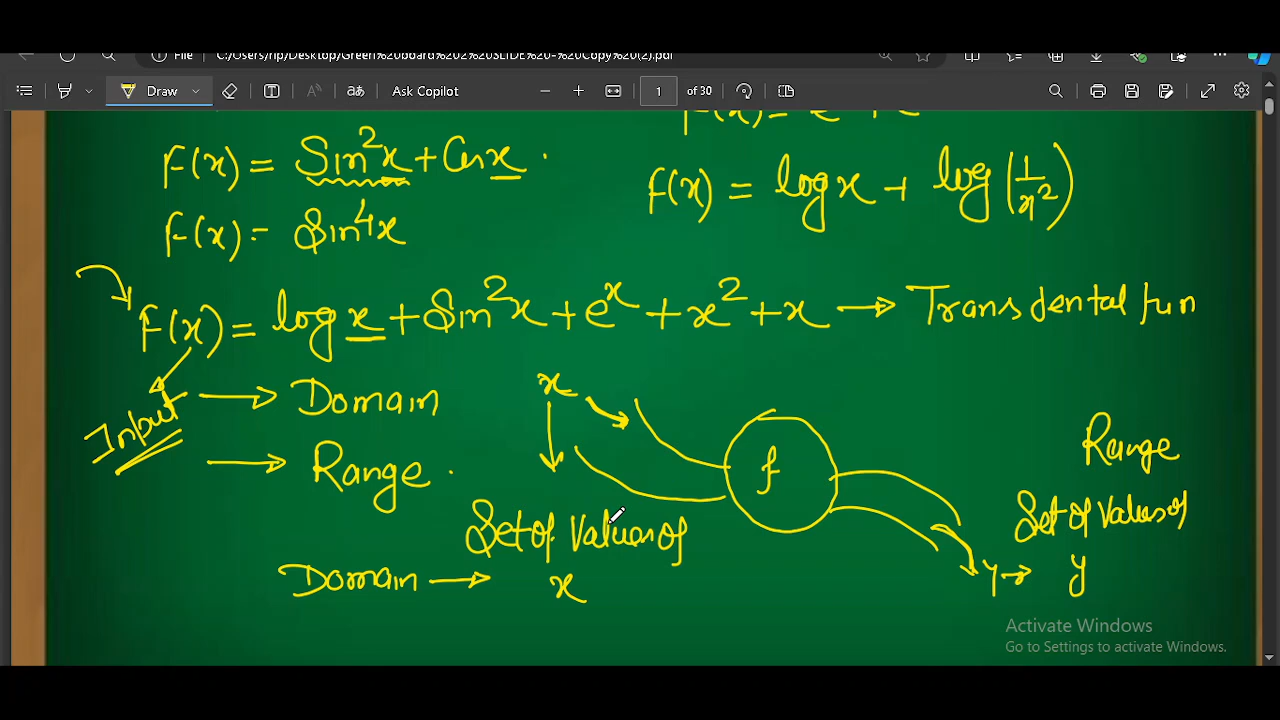 File C:/Users/rip/Desktop/Green%20board%202%20SLIDE%20-%20Copy%20(2).pdf
Draw Ask Copilot 1 of 30
F(x) = Sin²x + Cos x .
F(x) = Sin⁴x
f(x) = log x + log (1/x²)
F(x) = log x + Sin²x + eˣ + x² + x → Transdental fun
Input → Domain
→ Range .
x
f
Range
Set of Values of
y → y
Set of Values of
Domain → x
Activate Windows
Go to Settings to activate Windows.